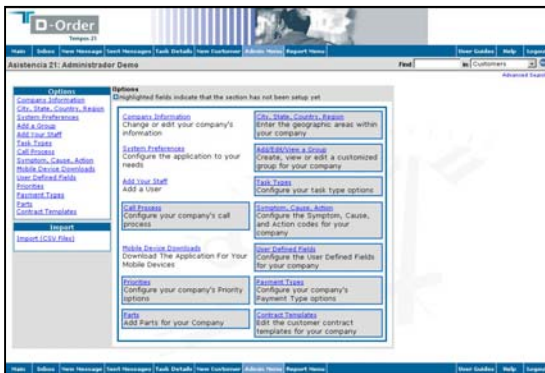 D-Order
Tempos 21
Main Inbox New Message Sent Messages Task Details New Customer Admin Menu Report Menu User Guides Help Logout
Asistencia 21: Administrador Demo Find in Customers
Advanced Search
Options
Company Information
City, State, Country, Region
System Preferences
Add a Group
Add Your Staff
Task Types
Call Process
Symptom, Cause, Action
Mobile Device Downloads
User Defined Fields
Priorities
Payment Types
Parts
Contract Templates
Import
Import (CSV Files)
Options
Highlighted fields indicate that the section has not been setup yet
Company Information
Change or edit your company's
information
City, State, Country, Region
Enter the geographic areas within
your company
System Preferences
Configure the application to your
needs
Add/Edit/View a Group
Create, view or edit a customized
group for your company
Add Your Staff
Add a User
Task Types
Configure your task type options
Call Process
Configure your company's call
process
Symptom, Cause, Action
Configure the Symptom, Cause,
and Action codes for your
company
Mobile Device Downloads
Download The Application For Your
Mobile Devices
User Defined Fields
Configure the User Defined Fields
for your company
Priorities
Configure your company's Priority
options
Payment Types
Configure your company's
Payment Type options
Parts
Add Parts for your Company
Contract Templates
Edit the customer contract
templates for your company
Main Inbox New Message Sent Messages Task Details New Customer Admin Menu Report Menu User Guides Help Logout